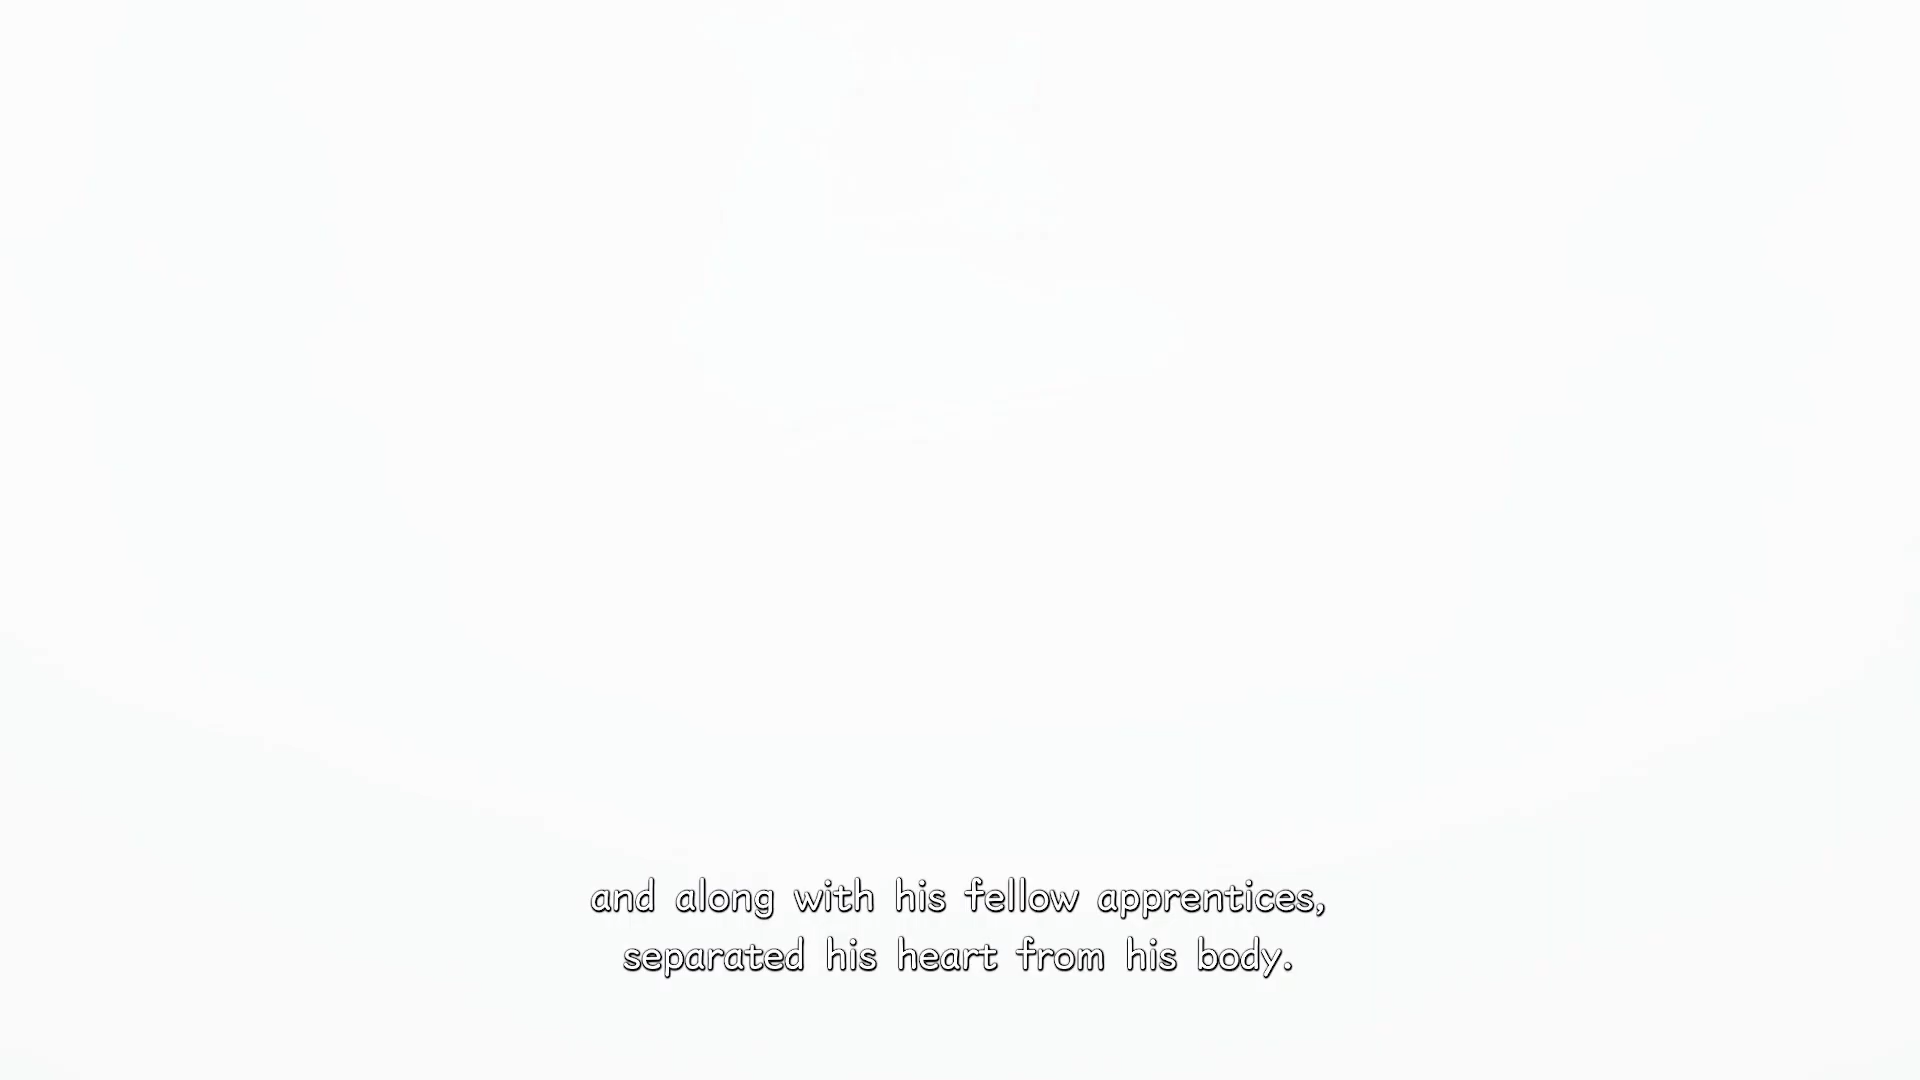 and along with his fellow apprentices,
separated his heart from his body.